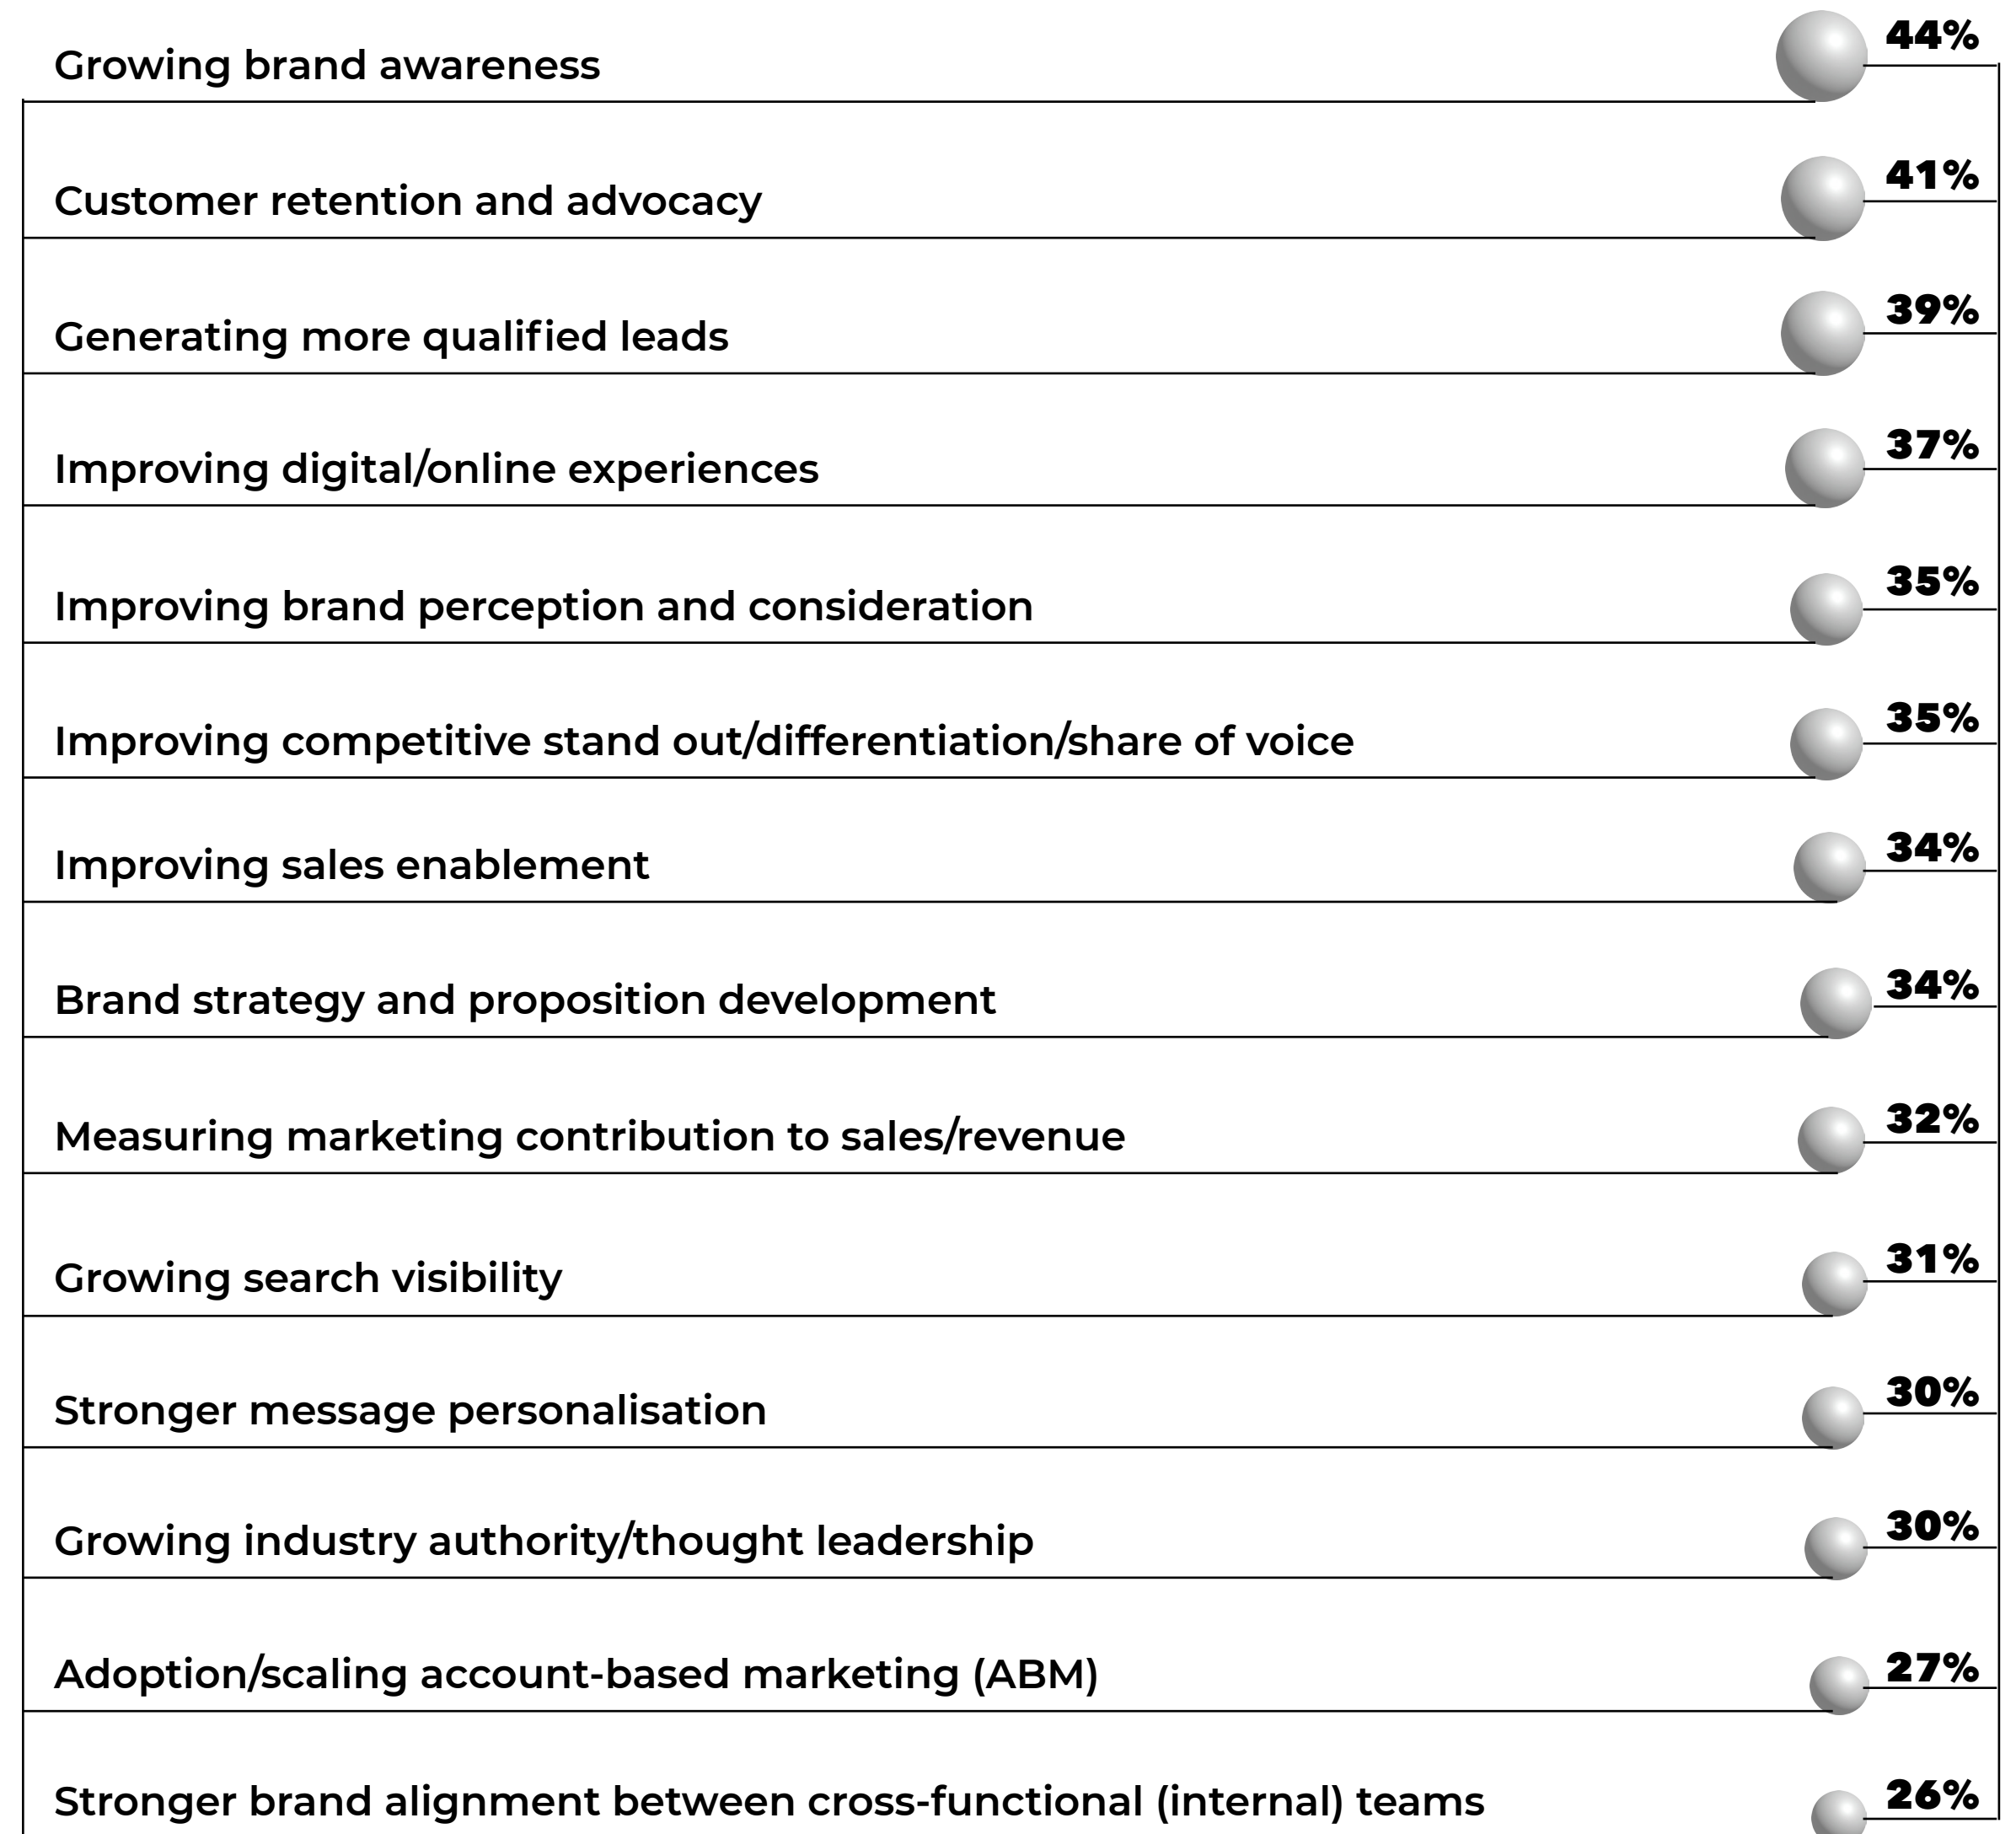 Growing brand awareness 44%
Customer retention and advocacy 41%
Generating more qualified leads 39%
Improving digital/online experiences 37%
Improving brand perception and consideration 35%
Improving competitive stand out/differentiation/share of voice 35%
Improving sales enablement 34%
Brand strategy and proposition development 34%
Measuring marketing contribution to sales/revenue 32%
Growing search visibility 31%
Stronger message personalisation 30%
Growing industry authority/thought leadership 30%
Adoption/scaling account-based marketing (ABM) 27%
Stronger brand alignment between cross-functional (internal) teams 26%